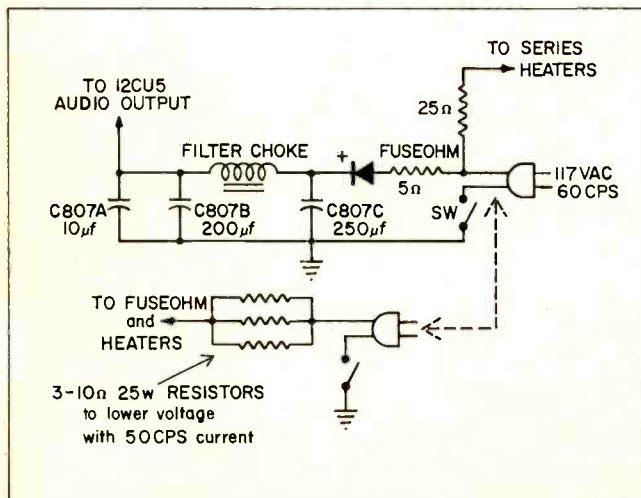 TO SERIES
HEATERS
TO 12CU5
AUDIO OUTPUT
25Ω
FILTER CHOKE
+
FUSEOHM
5Ω
117VAC
60CPS
SW
C807A
10µf
C807B
200µf
C807C
250µf
TO FUSEOHM
and
HEATERS
3-10Ω 25w RESISTORS
to lower voltage
with 50CPS current